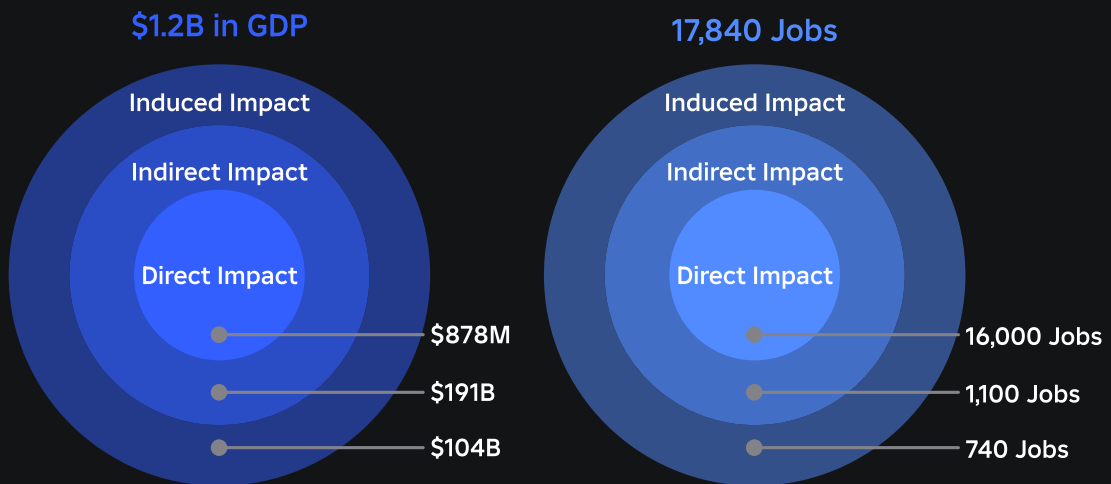 $1.2B in GDP
Induced Impact
Indirect Impact
Direct Impact
$878M
$191B
$104B
17,840 Jobs
Induced Impact
Indirect Impact
Direct Impact
16,000 Jobs
1,100 Jobs
740 Jobs